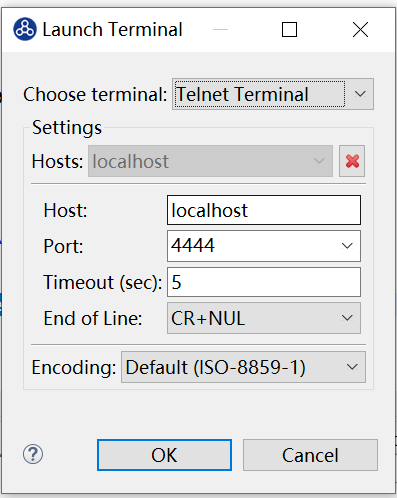 Launch Terminal
Choose terminal: Telnet Terminal
Settings
Hosts: localhost
Host: localhost
Port: 4444
Timeout (sec): 5
End of Line: CR+NUL
Encoding: Default (ISO-8859-1)
? OK Cancel